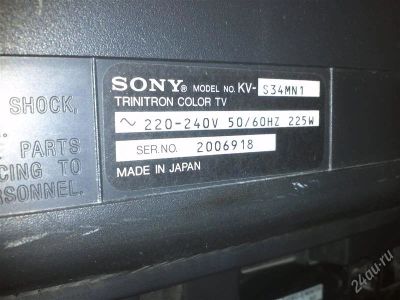 SHOCK,
PARTS
CING TO
RSONNEL.
SONY® MODEL NO. KV-S34MN1
TRINITRON COLOR TV
~ 220-240V 50/60HZ 225W
SER.NO. 2006918
MADE IN JAPAN
24au.ru